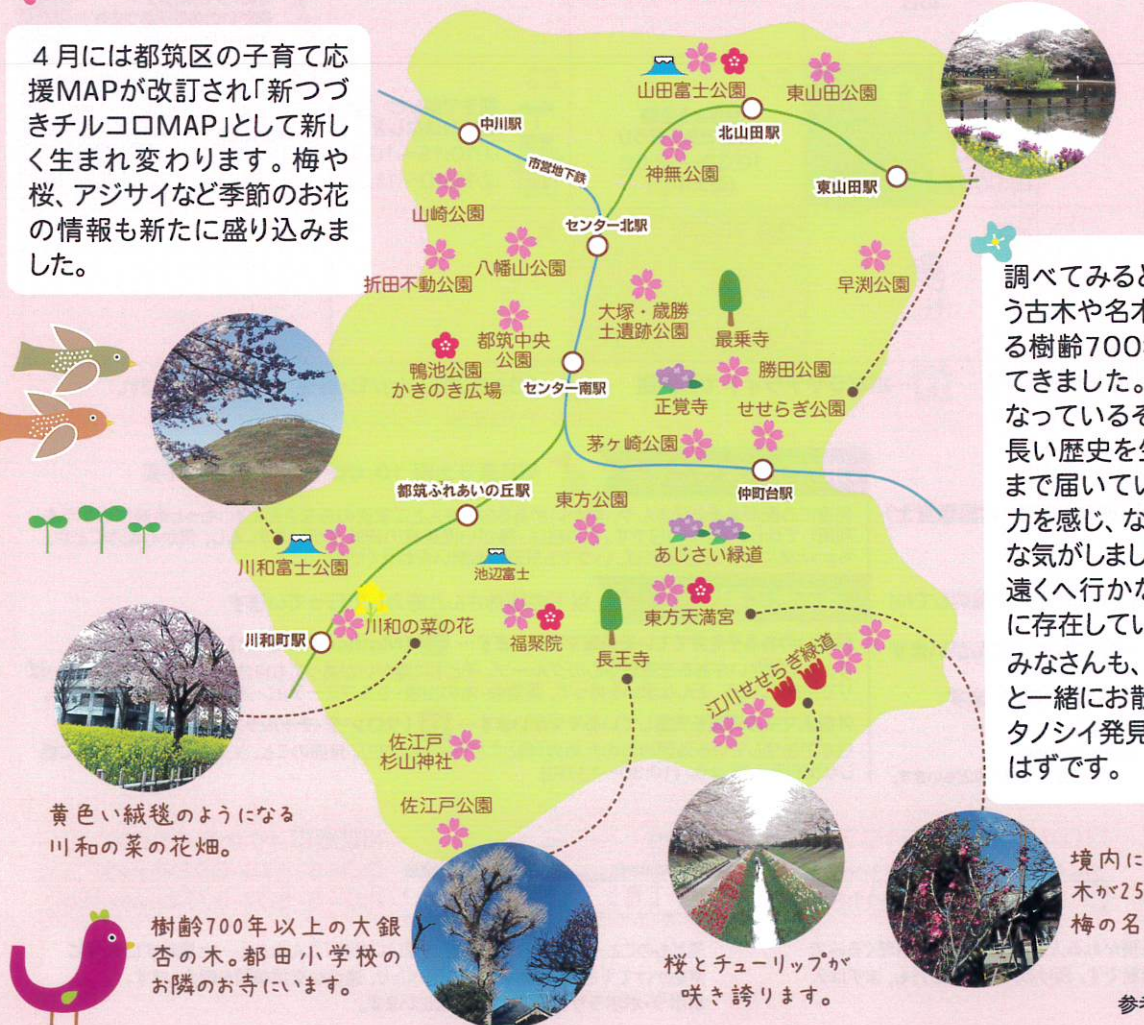 ４月には都筑区の子育て応
援MAPが改訂され「新つづ
きチルコロMAP」として新し
く生まれ変わります。梅や
桜、アジサイなど季節のお花
の情報も新たに盛り込みま
した。
山田富士公園
東山田公園
中川駅
北山田駅
市営地下鉄
神無公園
東山田駅
山崎公園
センター北駅
八幡山公園
折田不動公園
早渕公園
大塚・歳勝
土遺跡公園
最乗寺
都筑中央
公園
鴨池公園
かきのき広場
センター南駅
勝田公園
正覚寺
せせらぎ公園
茅ヶ崎公園
仲町台駅
都筑ふれあいの丘駅
東方公園
あじさい緑道
川和富士公園
池辺富士
川和の菜の花
川和町駅
福聚院
東方天満宮
長王寺
江川せせらぎ緑道
佐江戸
杉山神社
佐江戸公園
調べてみると
う古木や名木
る樹齢700
てきました。
なっているそ
長い歴史を
まで届いてい
力を感じ、な
な気がしまし
遠くへ行かな
に存在してい
みなさんも、
と一緒にお散
タノシイ発見
はずです。
黄色い絨毯のようになる
川和の菜の花畑。
樹齢700年以上の大銀
杏の木。都田小学校の
お隣のお寺にいます。
桜とチューリップが
咲き誇ります。
境内に
木が25
梅の名
参考